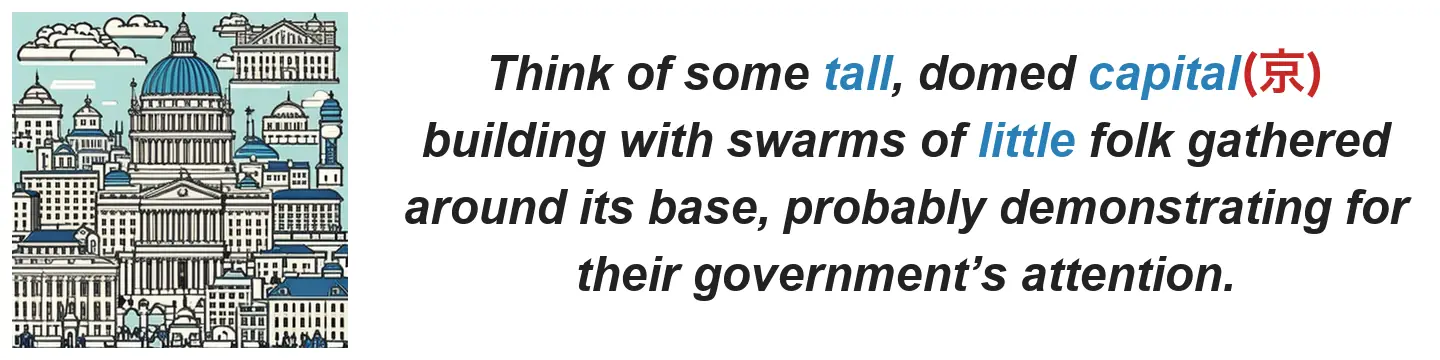 Think of some tall, domed capital(京)
building with swarms of little folk gathered
around its base, probably demonstrating for
their government’s attention.